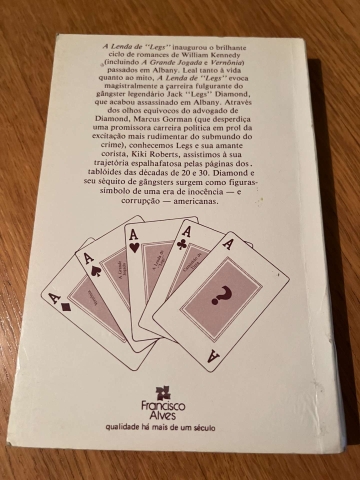 A Lenda de "Legs" inaugurou o brilhante
ciclo de romances de William Kennedy
(incluindo A Grande Jogada e Vernônia)
passados em Albany. Leal tanto à vida
quanto ao mito, A Lenda de "Legs" evoca
magistralmente a carreira fulgurante do
gângster legendário Jack "Legs" Diamond,
que acabou assassinado em Albany. Através
dos olhos equívocos do advogado de
Diamond, Marcus Gorman (que desperdiça
uma promissora carreira política em prol da
excitação mais rudimentar do submundo do
crime), conhecemos Legs e sua amante
corista, Kiki Roberts, assistimos à sua
trajetória espalhafatosa pelas páginas dos
tablóides das décadas de 20 e 30. Diamond e
seu séquito de gângsters surgem como figuras-
símbolo de uma era de inocência — e
corrupção — americanas.
A
A
A
A
A
A Grande
A Lenda de
?
A
Francisco
Alves
qualidade há mais de um século